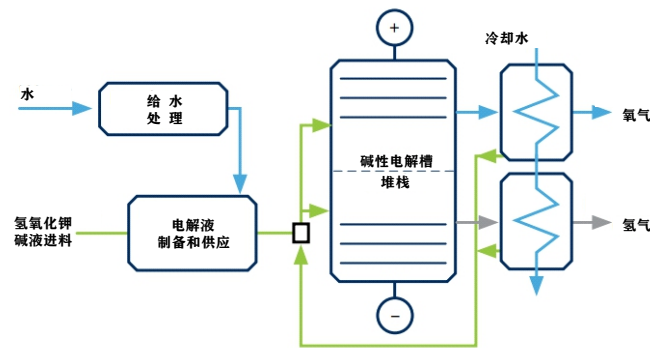 冷却水
水
给 水
处 理
氧气
碱性电解槽
堆栈
氢氧化钾
碱液进料
电解液
制备和供应
氢气
+
−